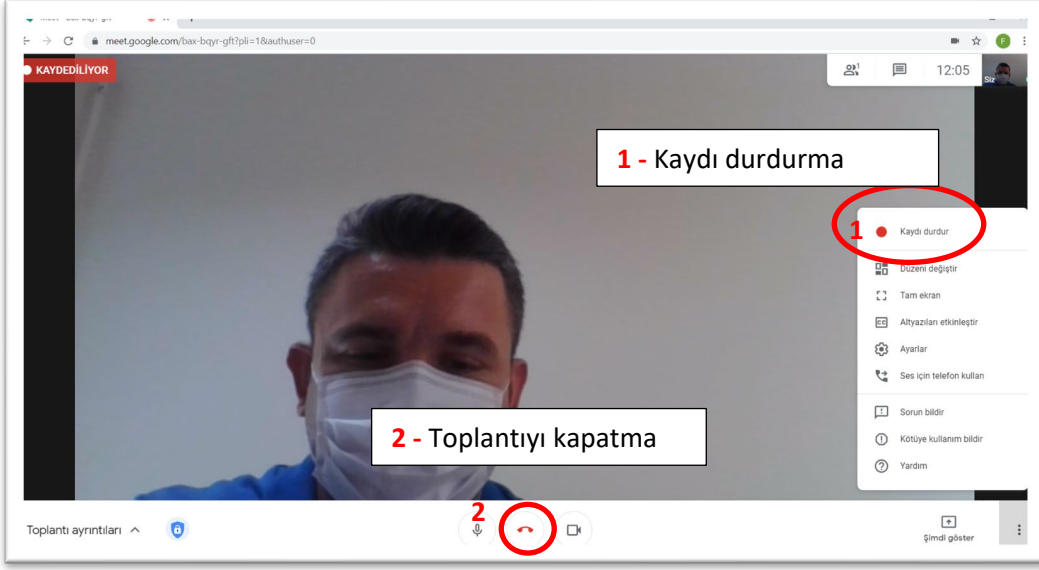 meet.google.com/bax-bqyr-gft?pli=1&authuser=0
F
KAYDEDİLİYOR
1
12:05
Siz
1 - Kaydı durdurma
1
Kaydı durdur
Düzeni değiştir
Tam ekran
Altyazıları etkinleştir
Ayarlar
Ses için telefon kullan
Sorun bildir
Kötüye kullanım bildir
Yardım
2 - Toplantıyı kapatma
2
Toplantı ayrıntıları
Şimdi göster